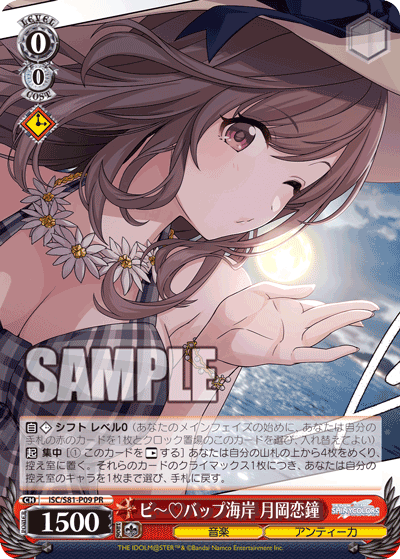 LEVEL
0
0
COST
SAMPLE
自 シフト レベル0 (あなたのメインフェイズの始めに、あなたは自分の
手札の赤のカードを1枚とクロック置場のこのカードを選び、入れ替えてよい)
起 集中 [① このカードを する] あなたは自分の山札の上から4枚をめくり、
控え室に置く。それらのカードのクライマックス1枚につき、あなたは自分の
控え室のキャラを1枚まで選び、手札に戻す。
CH ISC/S81-P09 PR
1500
ビ~♡バップ海岸 月岡恋鐘
SHINYCOLORS
音楽
アンティーカ
THE IDOLM@STER™& ©Bandai Namco Entertainment Inc.